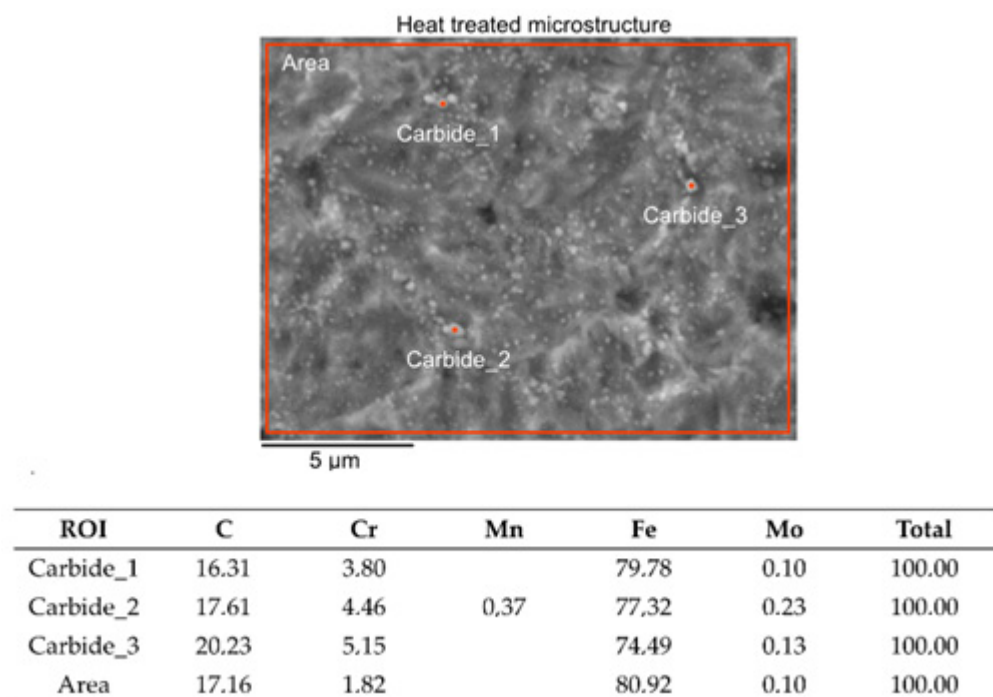 Heat treated microstructure
Area
Carbide_1
Carbide_3
Carbide_2
5 µm
ROI C Cr Mn Fe Mo Total
Carbide_1 16.31 3.80 79.78 0.10 100.00
Carbide_2 17.61 4.46 0,37 77,32 0.23 100.00
Carbide_3 20.23 5.15 74.49 0.13 100.00
Area 17.16 1.82 80.92 0.10 100.00